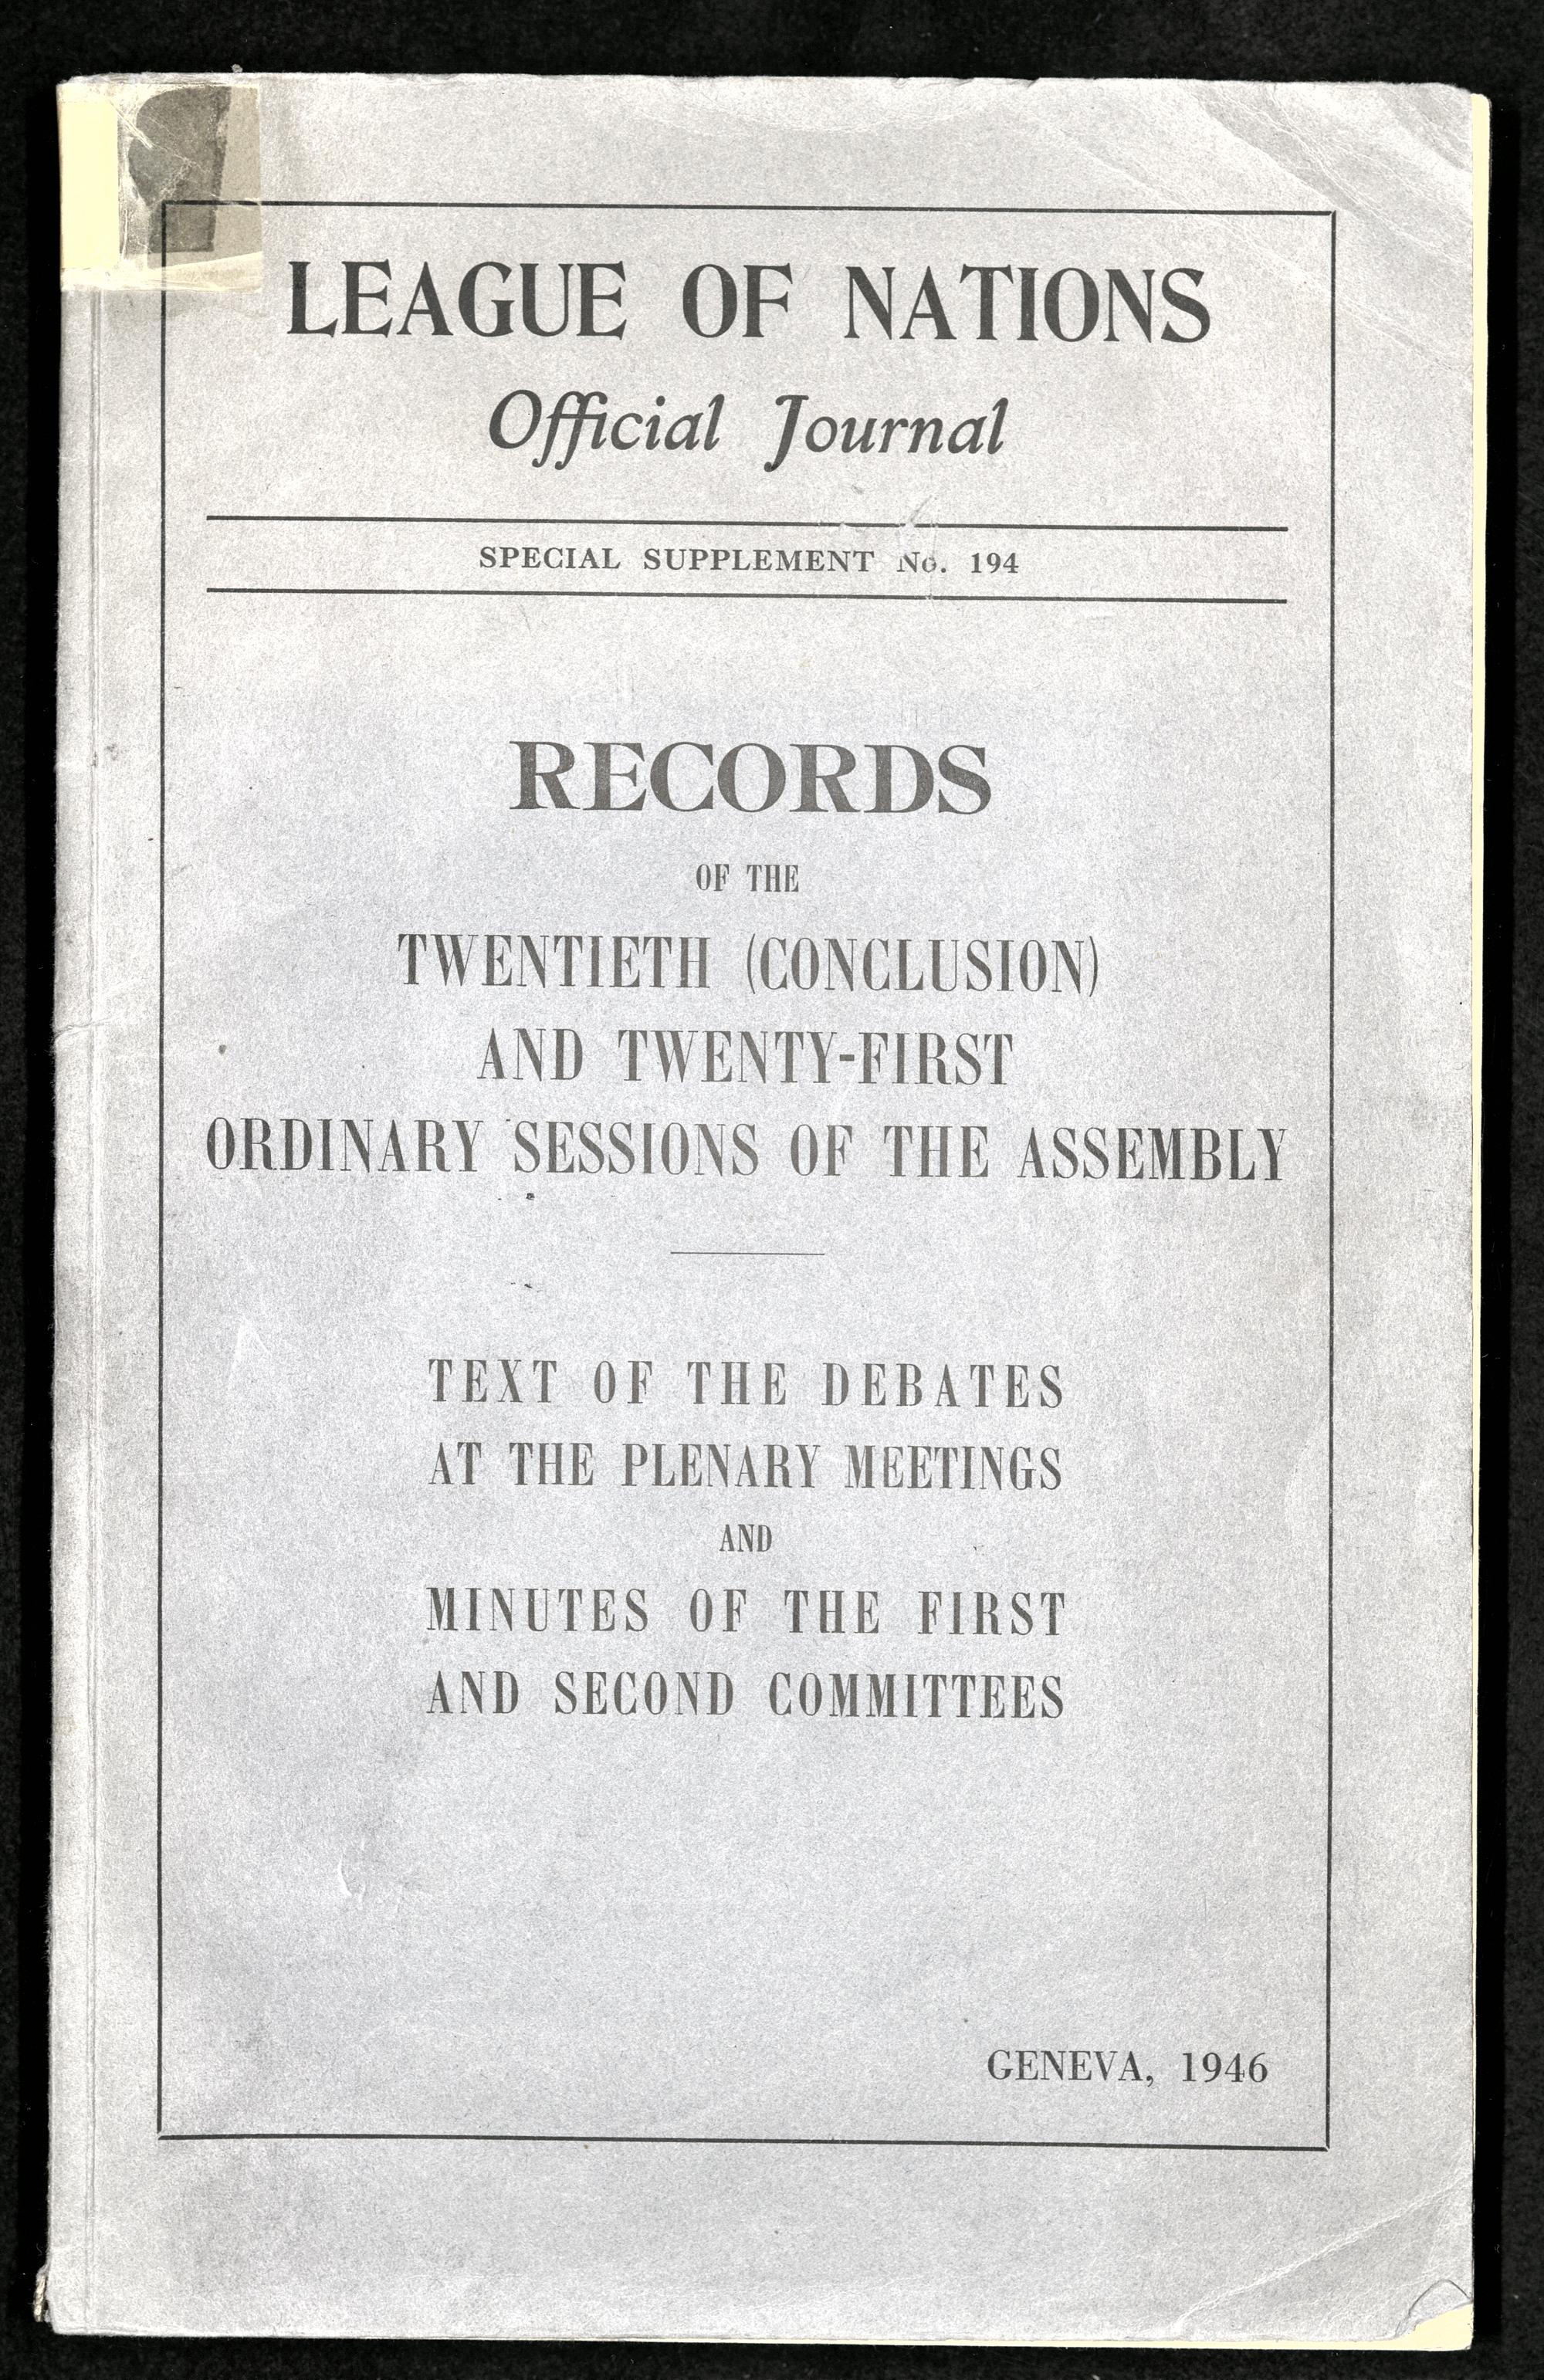 LEAGUE OF NATIONS
Official Journal
SPECIAL SUPPLEMENT No. 194
RECORDS
OF THE
TWENTIETH (CONCLUSION)
AND TWENTY-FIRST
ORDINARY SESSIONS OF THE ASSEMBLY
TEXT OF THE DEBATES
AT THE PLENARY MEETINGS
AND
MINUTES OF THE FIRST
AND SECOND COMMITTEES
GENEVA, 1946